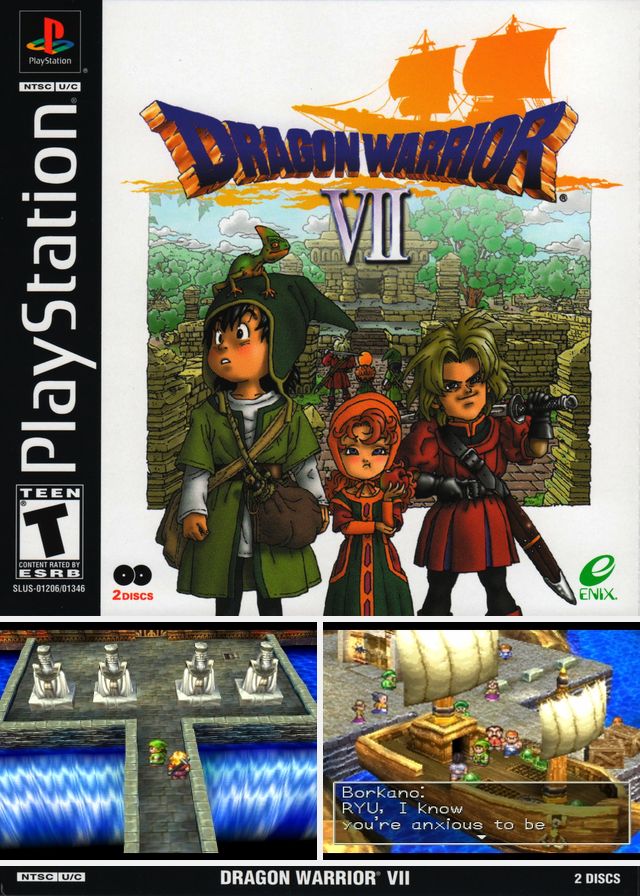 PlayStation
®
NTSC U/C
PlayStation®
TEEN
T
CONTENT RATED BY
ESRB
SLUS-01206/01346
DRAGON WARRIOR®
VII
2 DISCS
ENIX.
Borkano:
RYU, I know
you're anxious to be
NTSC U/C
DRAGON WARRIOR® VII
2 DISCS